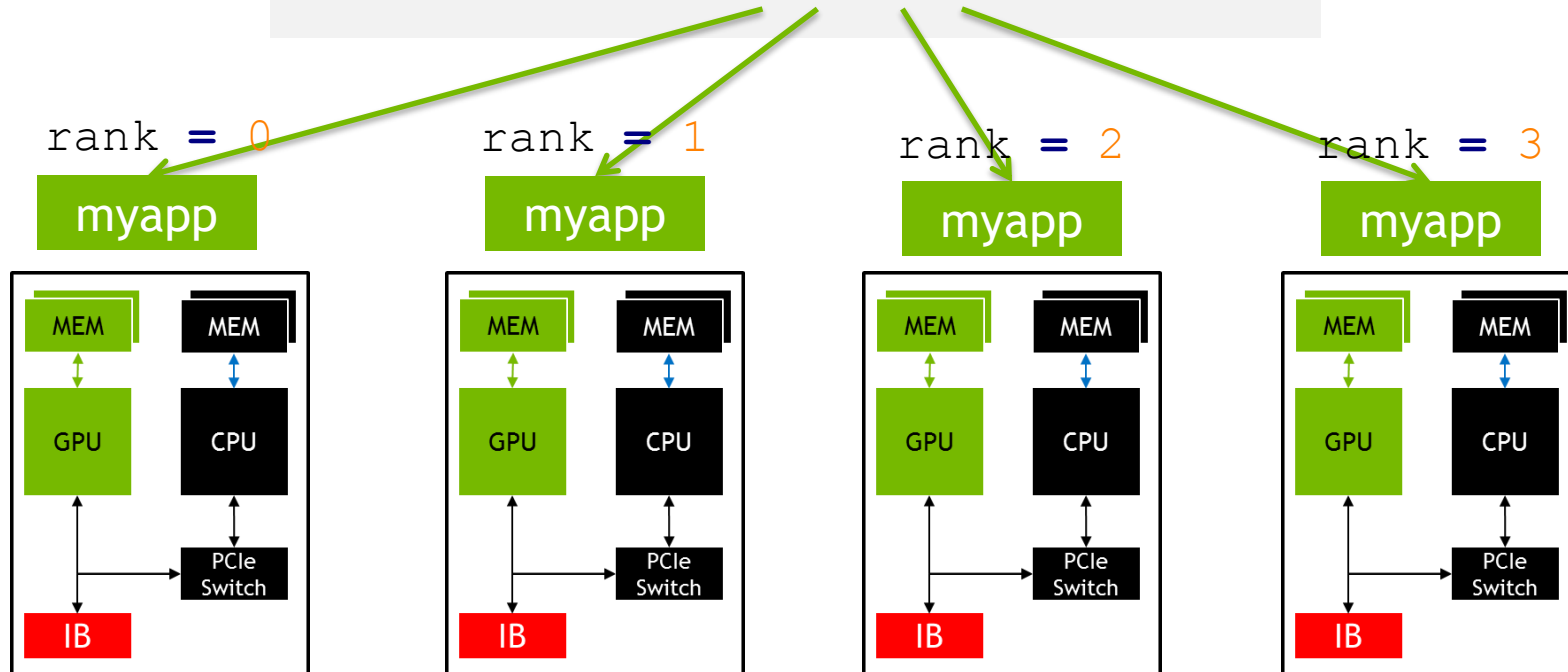 rank = 0
rank = 1
rank = 2
rank = 3
myapp
myapp
myapp
myapp
MEM
MEM
GPU
CPU
PCIe
Switch
IB
MEM
MEM
GPU
CPU
PCIe
Switch
IB
MEM
MEM
GPU
CPU
PCIe
Switch
IB
MEM
MEM
GPU
CPU
PCIe
Switch
IB